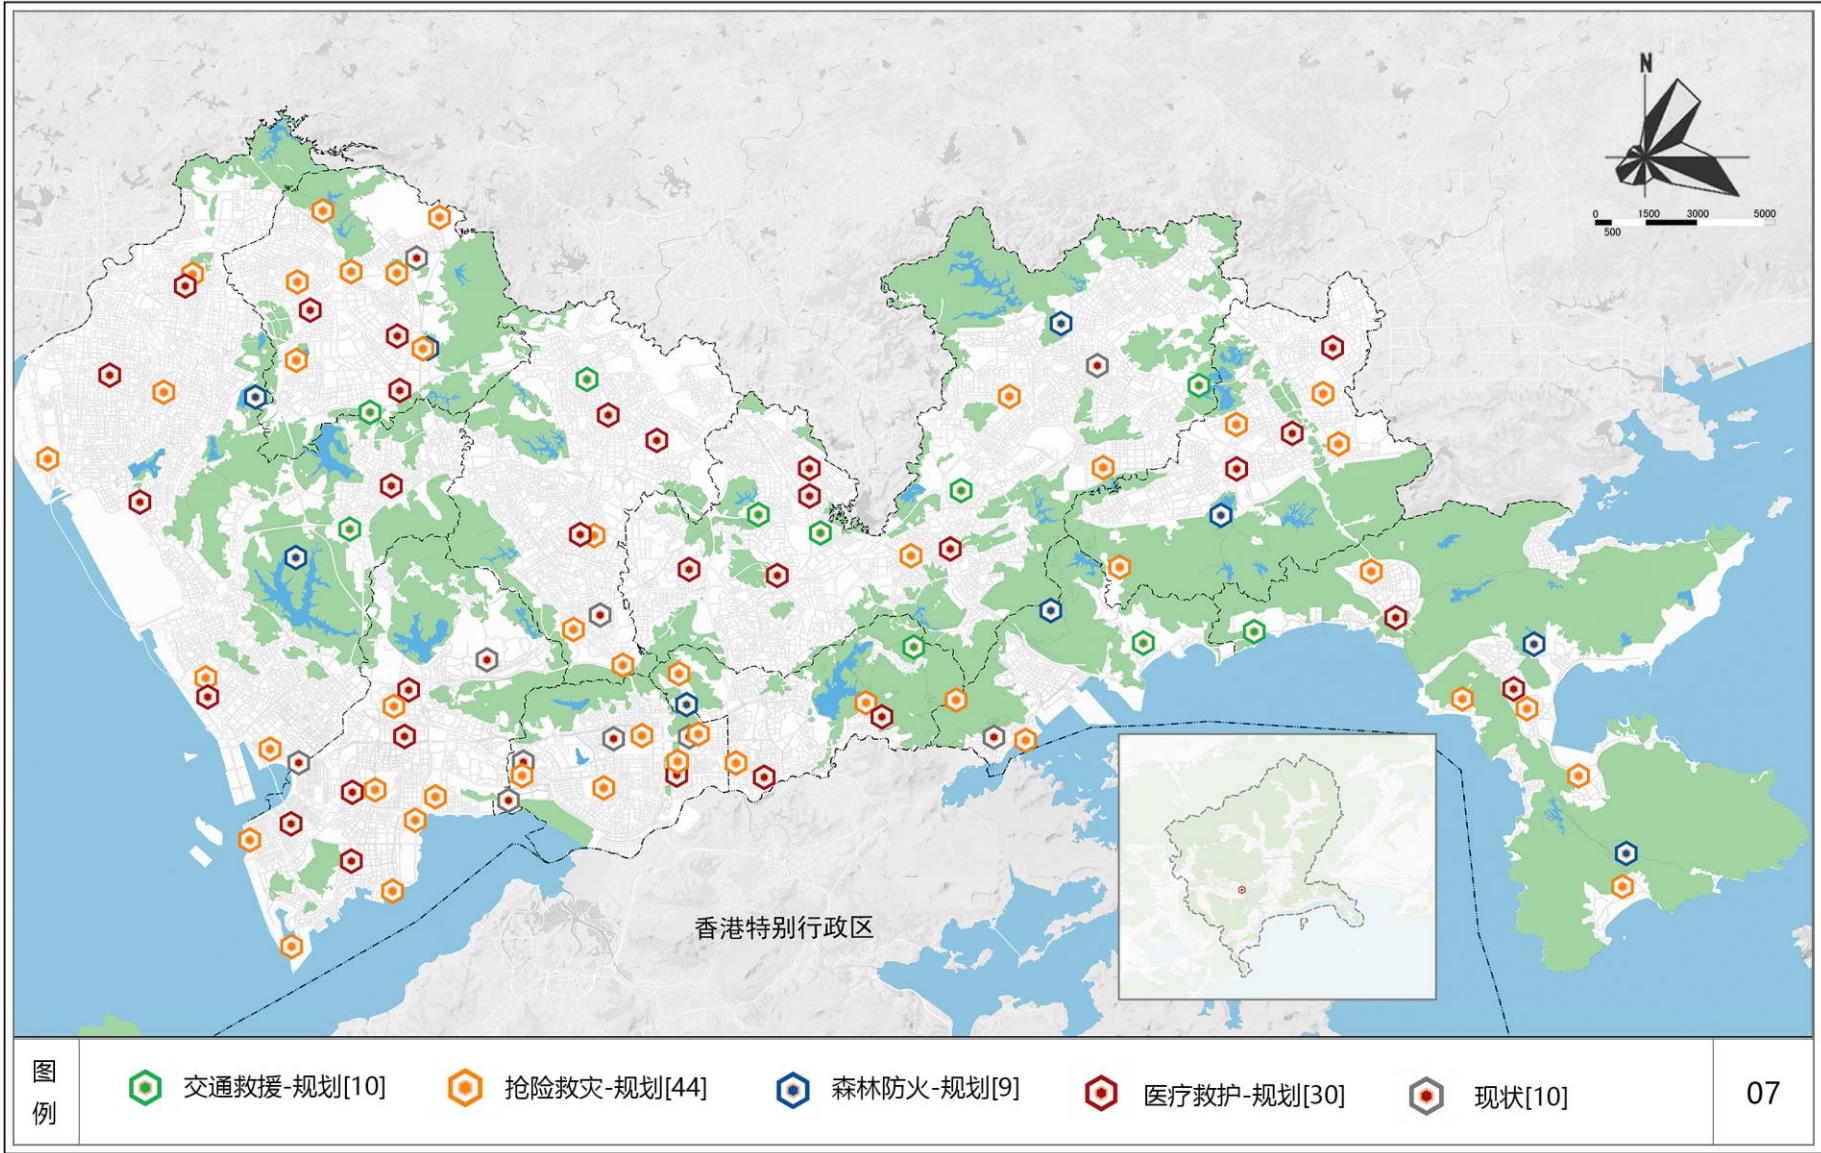 N
0 1500 3000 5000
500
香港特别行政区
图例
交通救援-规划[10]
抢险救灾-规划[44]
森林防火-规划[9]
医疗救护-规划[30]
现状[10]
07